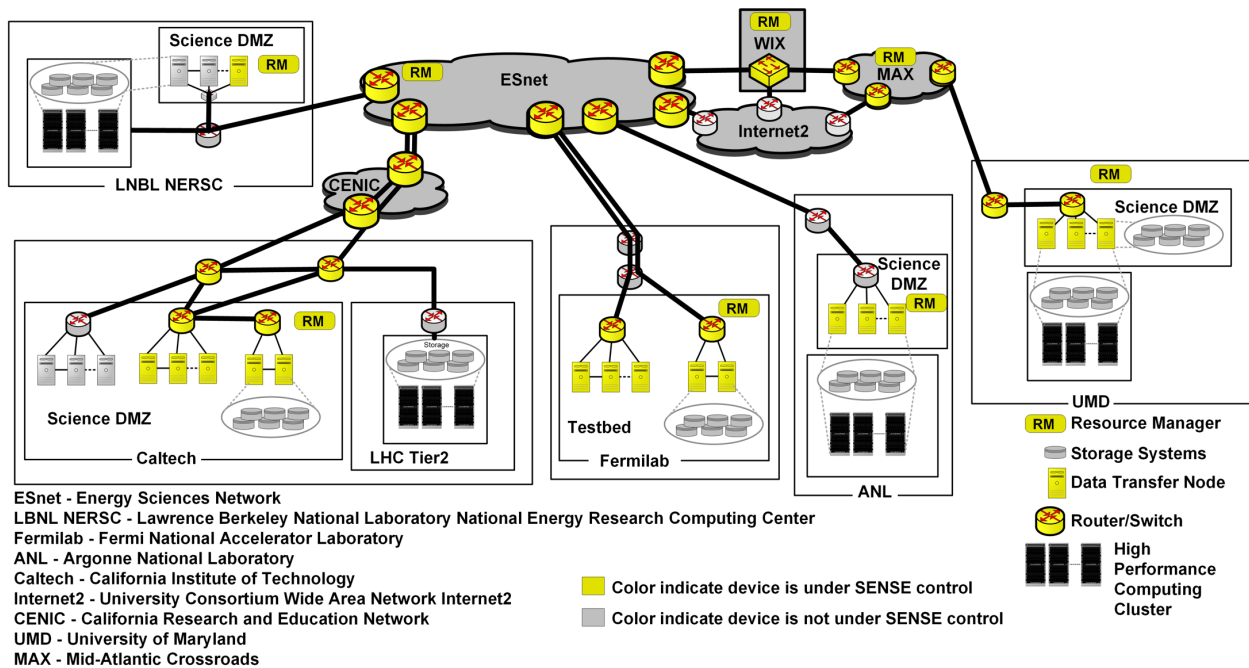 Science DMZ
RM
LNBL NERSC
RM
ESnet
RM
WIX
RM
MAX
Internet2
CENIC
RM
Science DMZ
UMD
RM
Science DMZ
Caltech
Storage
LHC Tier2
RM
Testbed
Fermilab
Science
DMZ
RM
ANL
RM
Resource Manager
Storage Systems
Data Transfer Node
Router/Switch
High
Performance
Computing
Cluster
ESnet - Energy Sciences Network
LBNL NERSC - Lawrence Berkeley National Laboratory National Energy Research Computing Center
Fermilab - Fermi National Accelerator Laboratory
ANL - Argonne National Laboratory
Caltech - California Institute of Technology
Internet2 - University Consortium Wide Area Network Internet2
CENIC - California Research and Education Network
UMD - University of Maryland
MAX - Mid-Atlantic Crossroads
Color indicate device is under SENSE control
Color indicate device is not under SENSE control